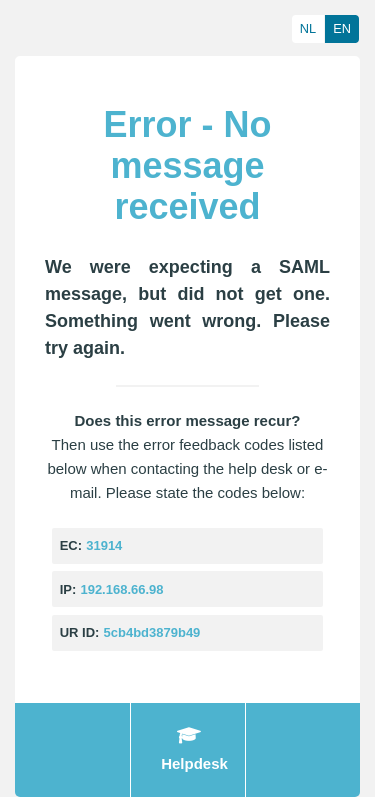 NL EN
Error - No
message
received
We were expecting a SAML
message, but did not get one.
Something went wrong. Please
try again.
Does this error message recur?
Then use the error feedback codes listed
below when contacting the help desk or e-
mail. Please state the codes below:
EC: 31914
IP: 192.168.66.98
UR ID: 5cb4bd3879b49
Helpdesk